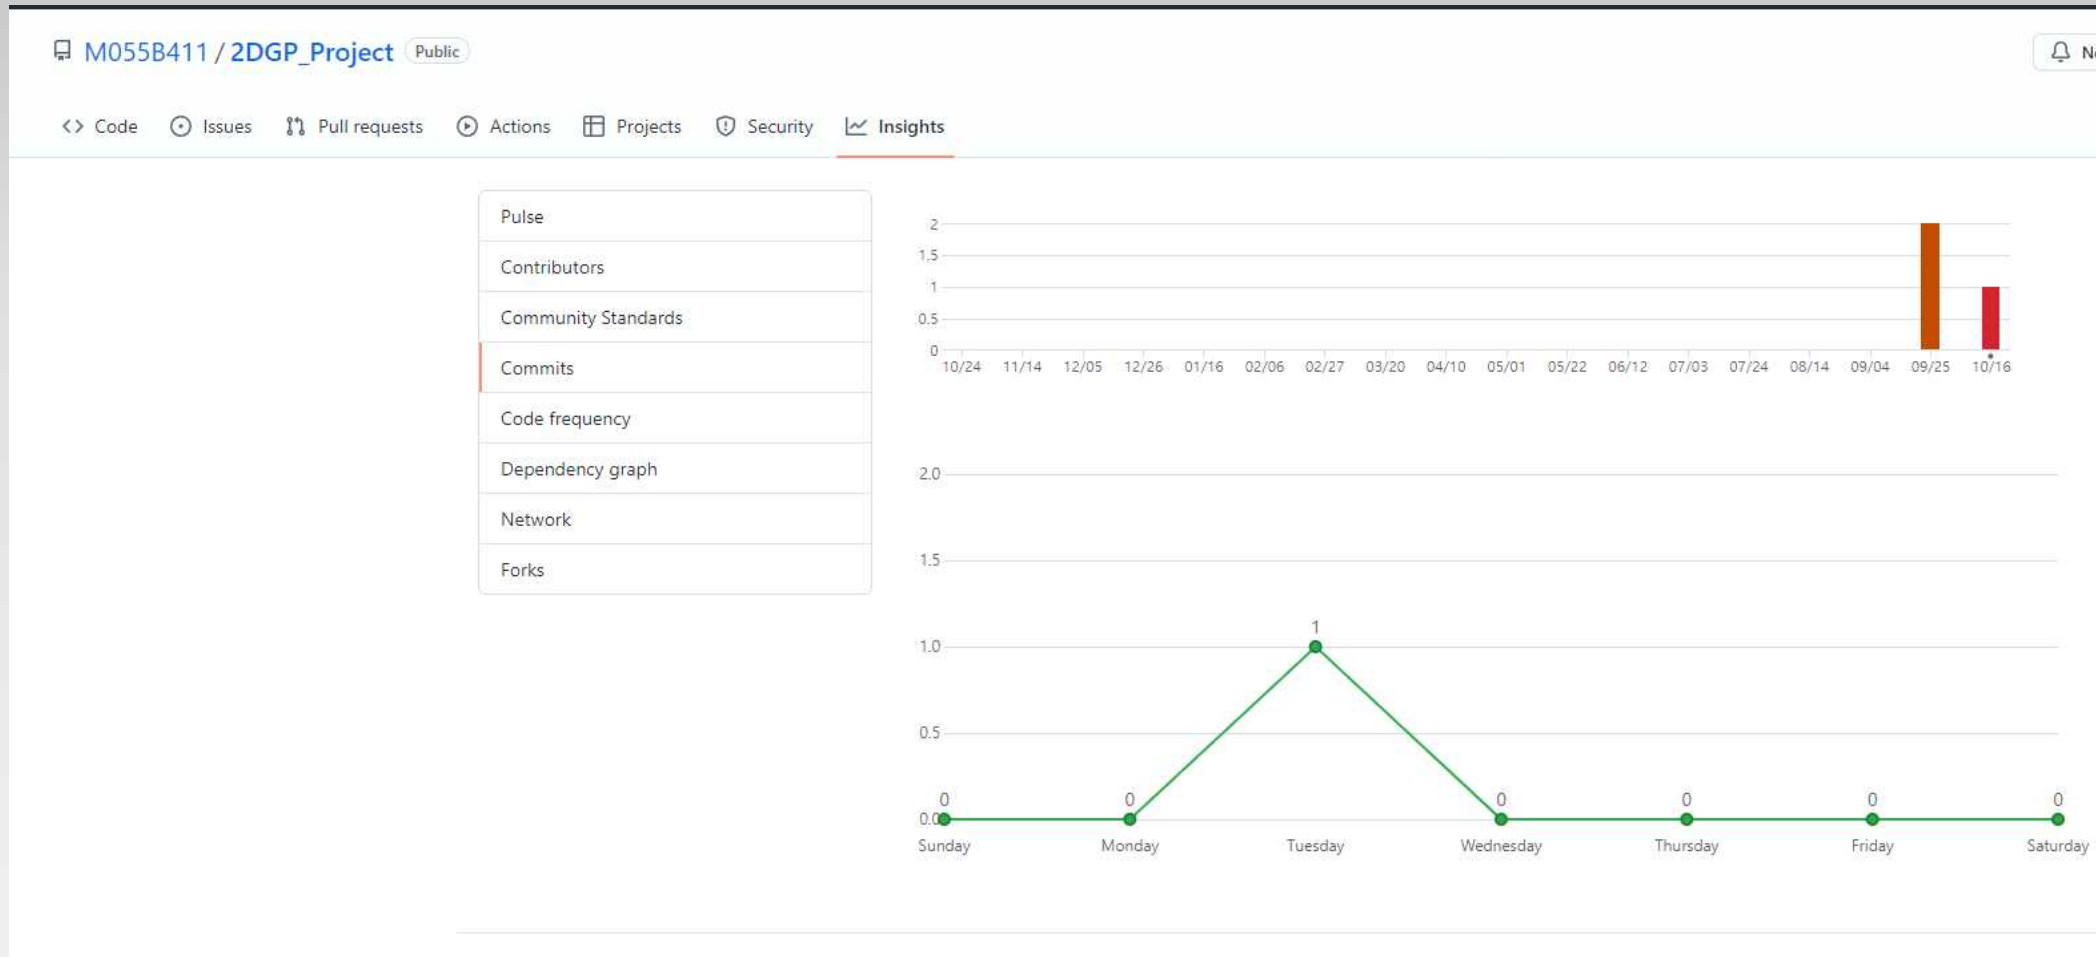 M055B411 / 2DGP_Project Public
Code Issues Pull requests Actions Projects Security Insights
Pulse
Contributors
Community Standards
Commits
Code frequency
Dependency graph
Network
Forks
2
1.5
1
0.5
0
10/24 11/14 12/05 12/26 01/16 02/06 02/27 03/20 04/10 05/01 05/22 06/12 07/03 07/24 08/14 09/04 09/25 10/16
2.0
1.5
1.0
0.5
0.0
0 0 1 0 0 0 0
Sunday Monday Tuesday Wednesday Thursday Friday Saturday